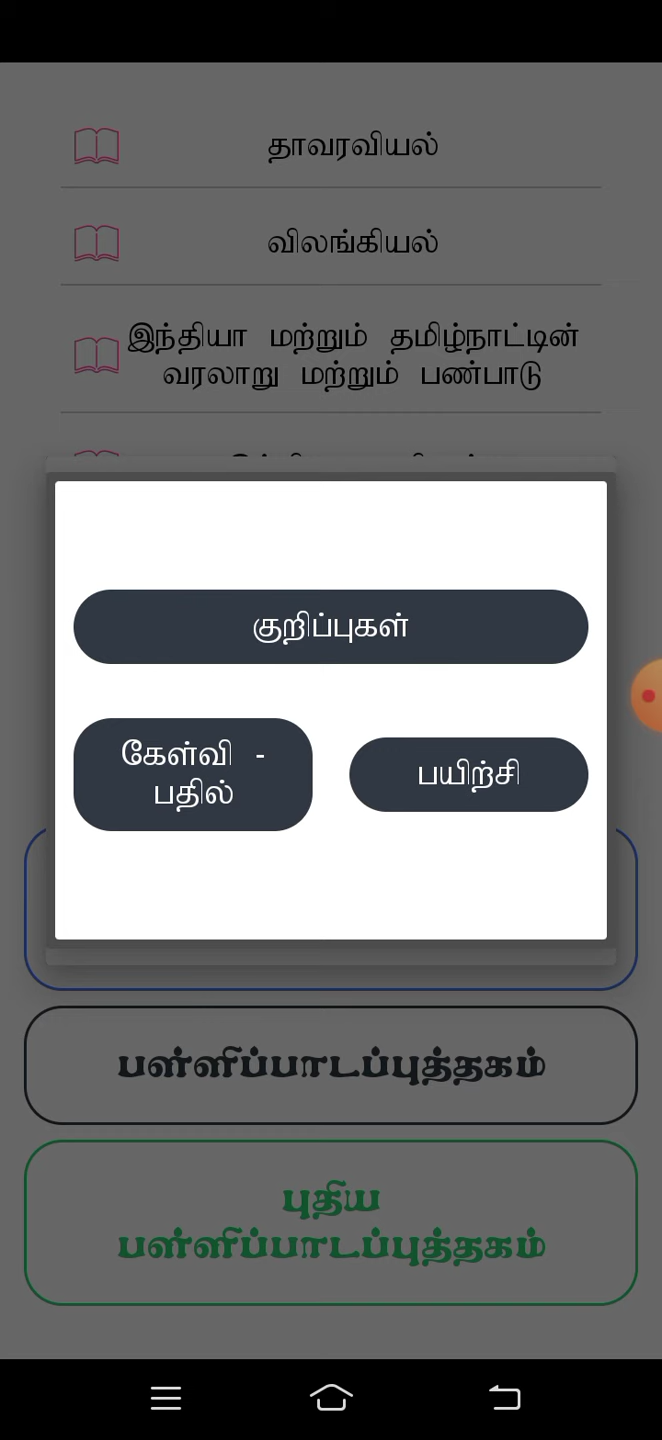 தாவரவியல்
விலங்கியல்
இந்தியா மற்றும் தமிழ்நாட்டின்
வரலாறு மற்றும் பண்பாடு
குறிப்புகள்
கேள்வி -
பதில்
பயிற்சி
பள்ளிப்பாடப்புத்தகம்
புதிய
பள்ளிப்பாடப்புத்தகம்